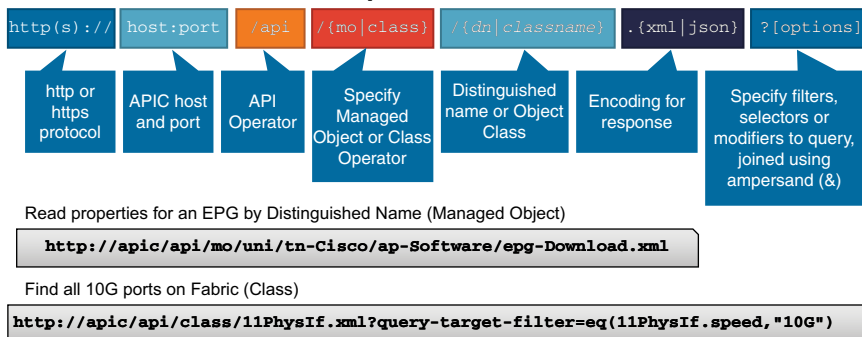 http(s)://
host:port
/api
/{mo|class}
/{dn|classname}
.{xml|json}
?[options]
http or
https
protocol
APIC host
and port
API
Operator
Specify
Managed
Object or Class
Operator
Distinguished
name or Object
Class
Encoding for
response
Specify filters,
selectors or
modifiers to query,
joined using
ampersand (&)
Read properties for an EPG by Distinguished Name (Managed Object)
http://apic/api/mo/uni/tn-Cisco/ap-Software/epg-Download.xml
Find all 10G ports on Fabric (Class)
http://apic/api/class/11PhysIf.xml?query-target-filter=eq(11PhysIf.speed,"10G")